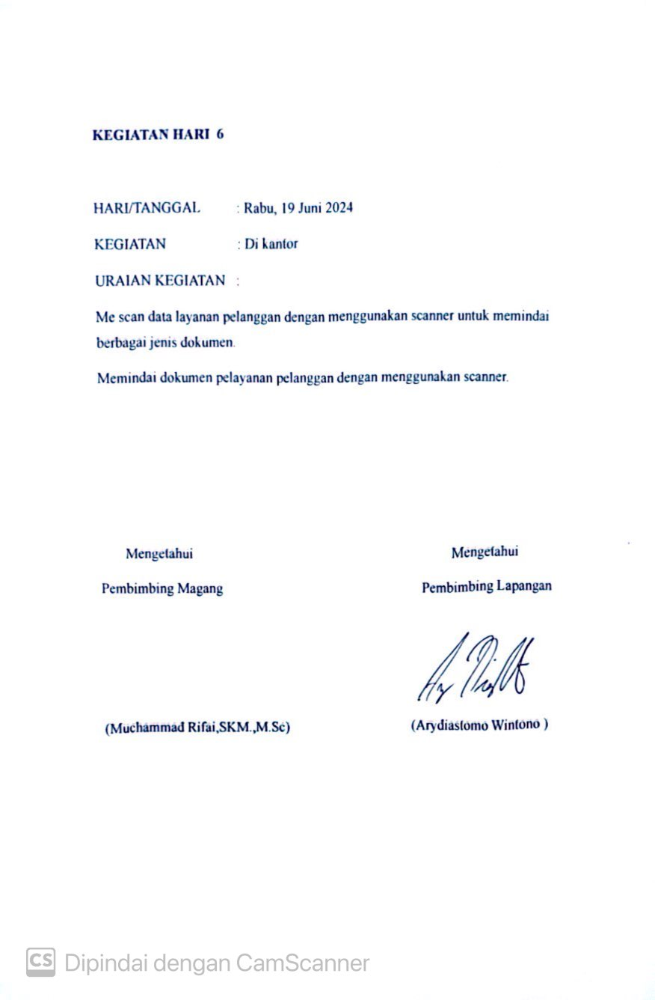 KEGIATAN HARI 6
HARI/TANGGAL : Rabu, 19 Juni 2024
KEGIATAN : Di kantor
URAIAN KEGIATAN :
Me scan data layanan pelanggan dengan menggunakan scanner untuk memindai
berbagai jenis dokumen.
Memindai dokumen pelayanan pelanggan dengan menggunakan scanner.
Mengetahui Mengetahui
Pembimbing Magang Pembimbing Lapangan
(Muchammad Rifai,SKM.,M.Sc) (Arydiastomo Wintono )
CS Dipindai dengan CamScanner